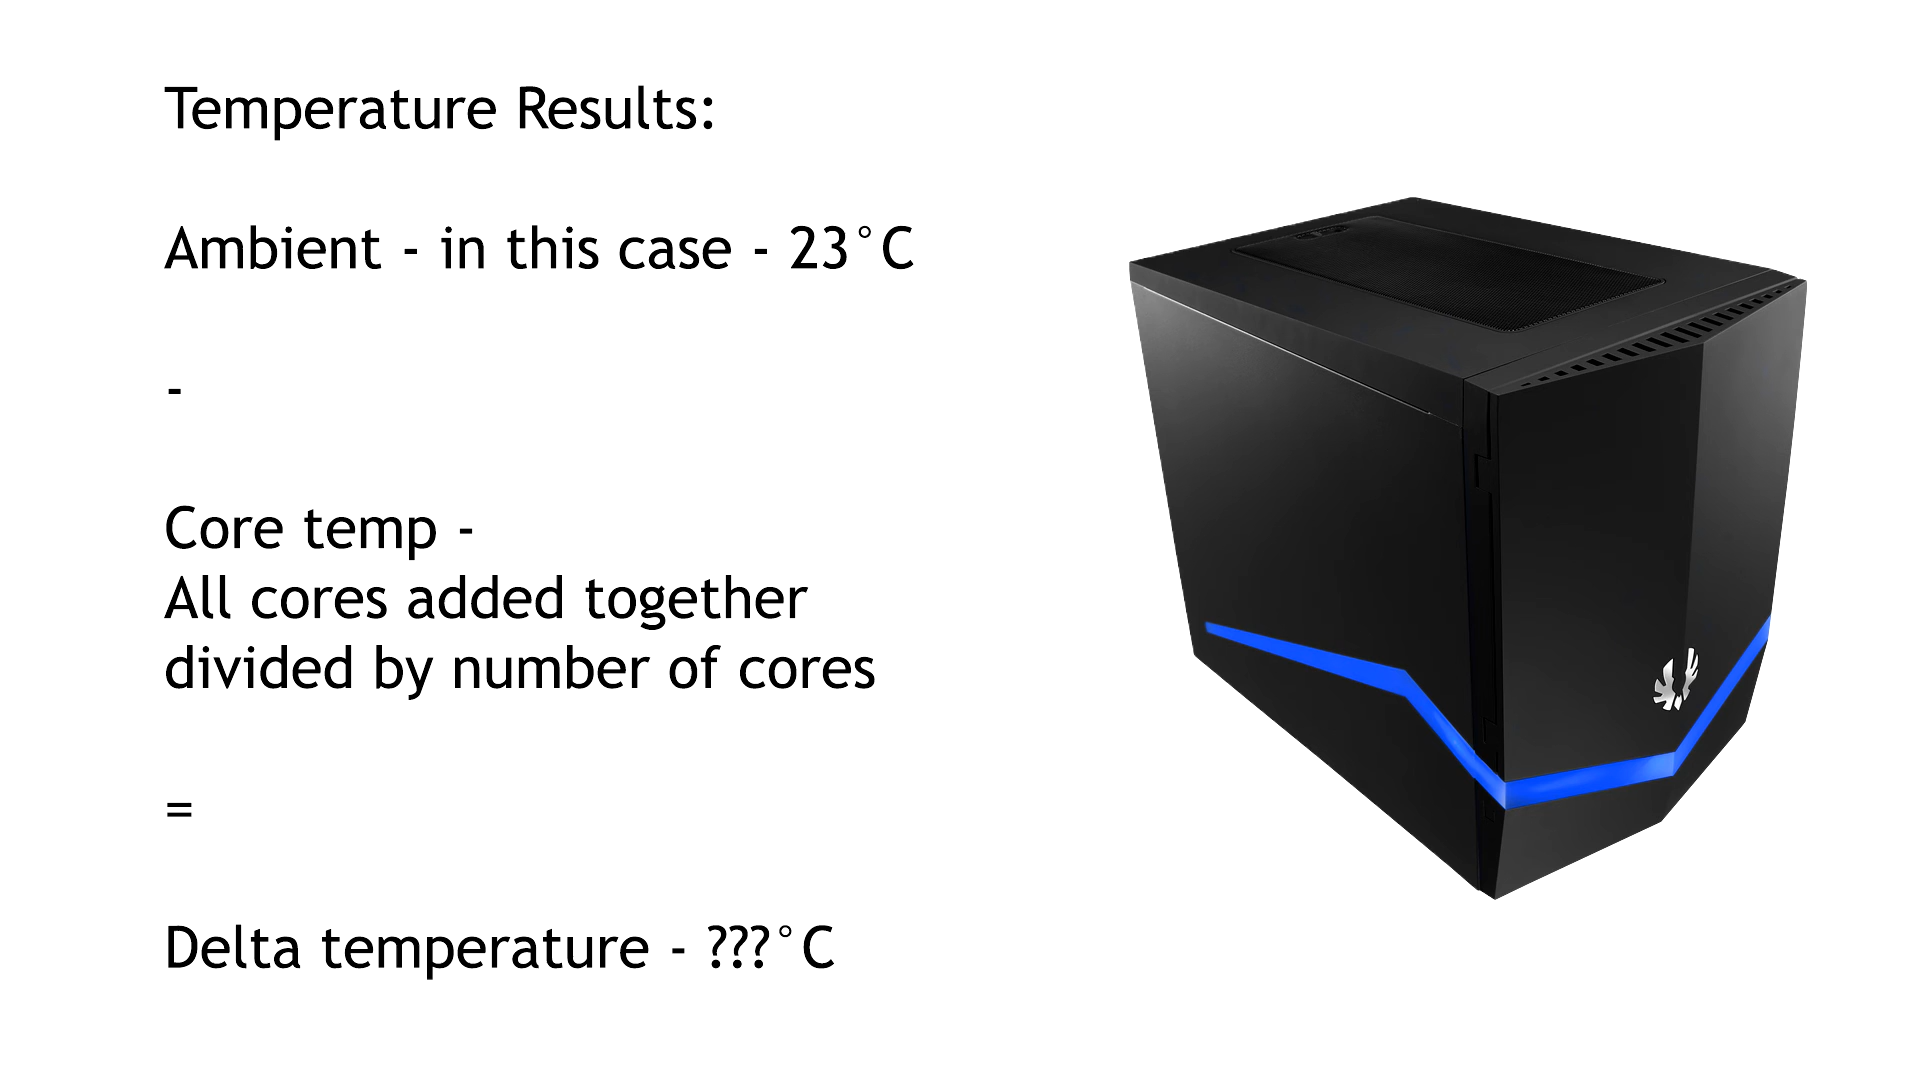 Temperature Results:
Ambient - in this case - 23°C
-
Core temp -
All cores added together
divided by number of cores
=
Delta temperature - ???°C